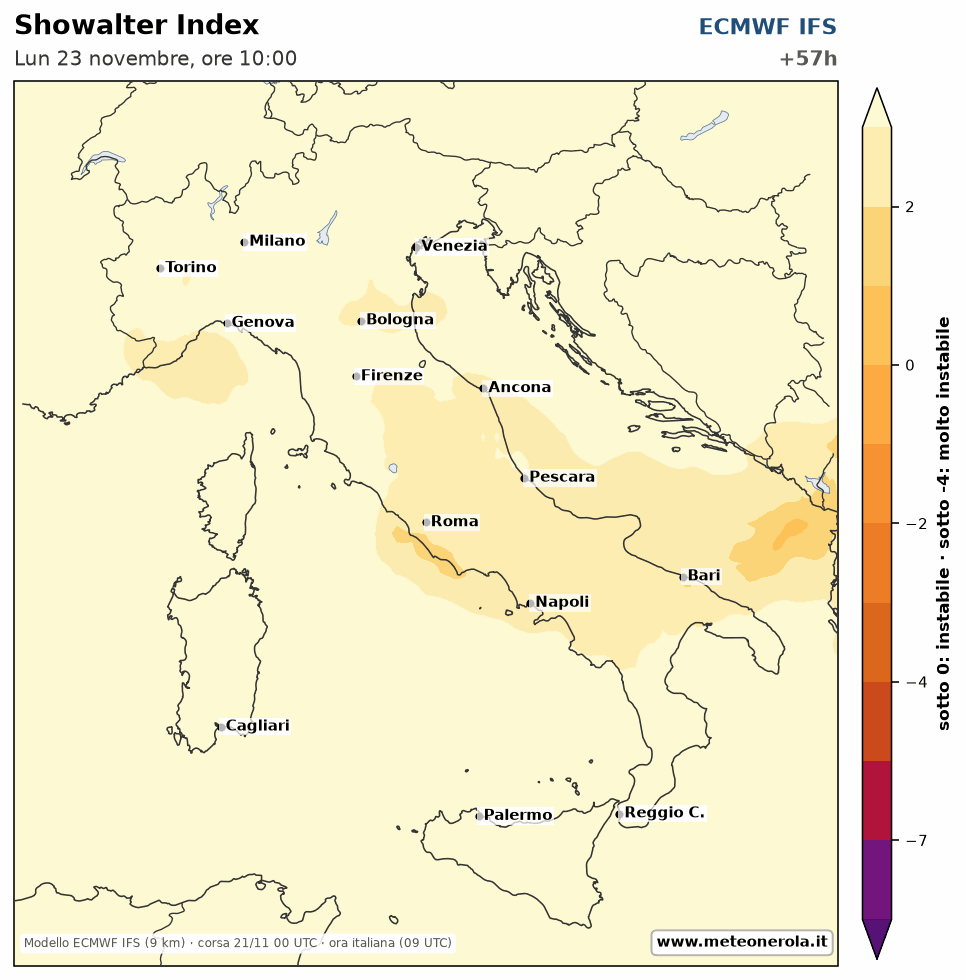 Showalter Index
ECMWF IFS
Lun 23 novembre, ore 10:00
+57h
Milano
Venezia
Torino
Genova
Bologna
Firenze
Ancona
Pescara
Roma
Bari
Napoli
Cagliari
Palermo
Reggio C.
2
0
−2
−4
−7
sotto 0: instabile · sotto -4: molto instabile
Modello ECMWF IFS (9 km) · corsa 21/11 00 UTC · ora italiana (09 UTC)
www.meteonerola.it